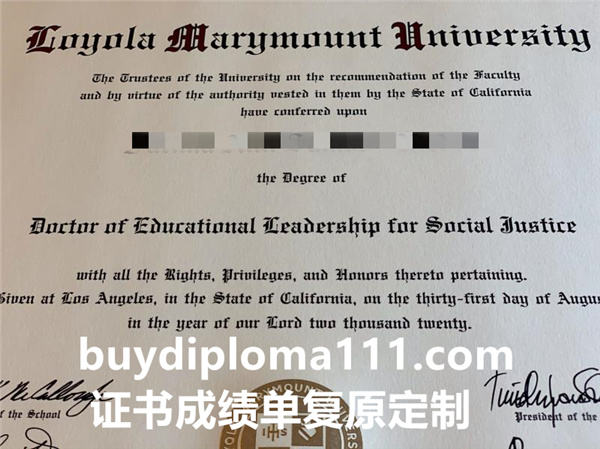 Loyola Marymount University
The Trustees of the University on the recommendation of the Faculty
and by virtue of the authority vested in them by the State of California
have conferred upon
the Degree of
Doctor of Educational Leadership for Social Justice
with all the Rights, Privileges, and Honors thereto pertaining.
Given at Los Angeles, in the State of California, on the thirty-first day of August
in the year of our Lord two thousand twenty.
buydiploma111.com
of the School
证书成绩单复原定制
President of the